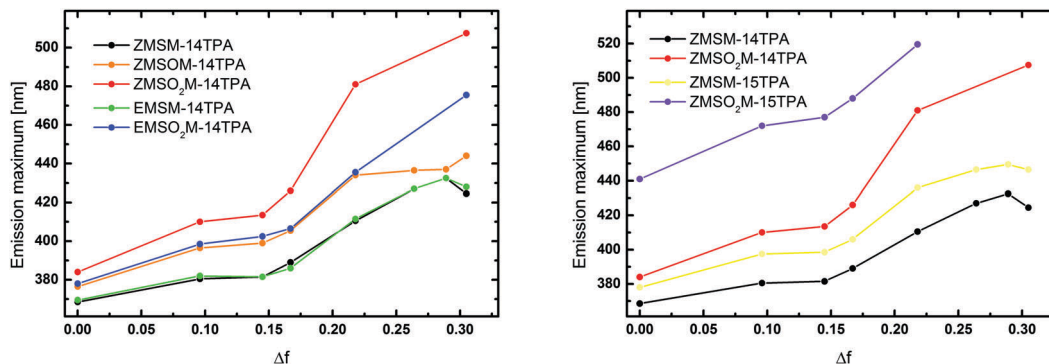 500
480
460
440
420
400
380
Emission maximum [nm]
ZMSM-14TPA
ZMSOM-14TPA
ZMSO₂M-14TPA
EMSM-14TPA
EMSO₂M-14TPA
0.00 0.05 0.10 0.15 0.20 0.25 0.30
Δf
520
500
480
460
440
420
400
380
Emission maximum [nm]
ZMSM-14TPA
ZMSO₂M-14TPA
ZMSM-15TPA
ZMSO₂M-15TPA
0.00 0.05 0.10 0.15 0.20 0.25 0.30
Δf